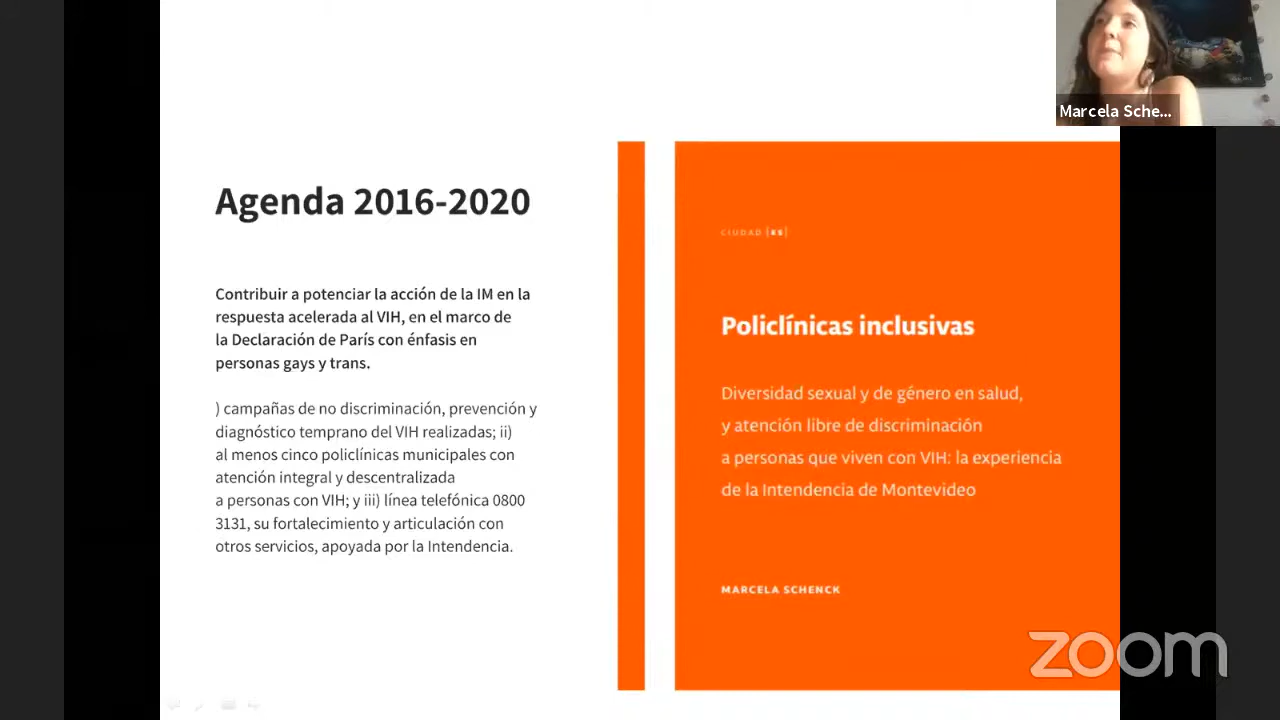 Marcela Sche...
Agenda 2016-2020
Contribuir a potenciar la acción de la IM en la
respuesta acelerada al VIH, en el marco de
la Declaración de París con énfasis en
personas gays y trans.
) campañas de no discriminación, prevención y
diagnóstico temprano del VIH realizadas; ii)
al menos cinco policlínicas municipales con
atención integral y descentralizada
a personas con VIH; y iii) línea telefónica 0800
3131, su fortalecimiento y articulación con
otros servicios, apoyada por la Intendencia.
CIUDAD [ES]
Policlínicas inclusivas
Diversidad sexual y de género en salud,
y atención libre de discriminación
a personas que viven con VIH: la experiencia
de la Intendencia de Montevideo
MARCELA SCHENCK
zoom